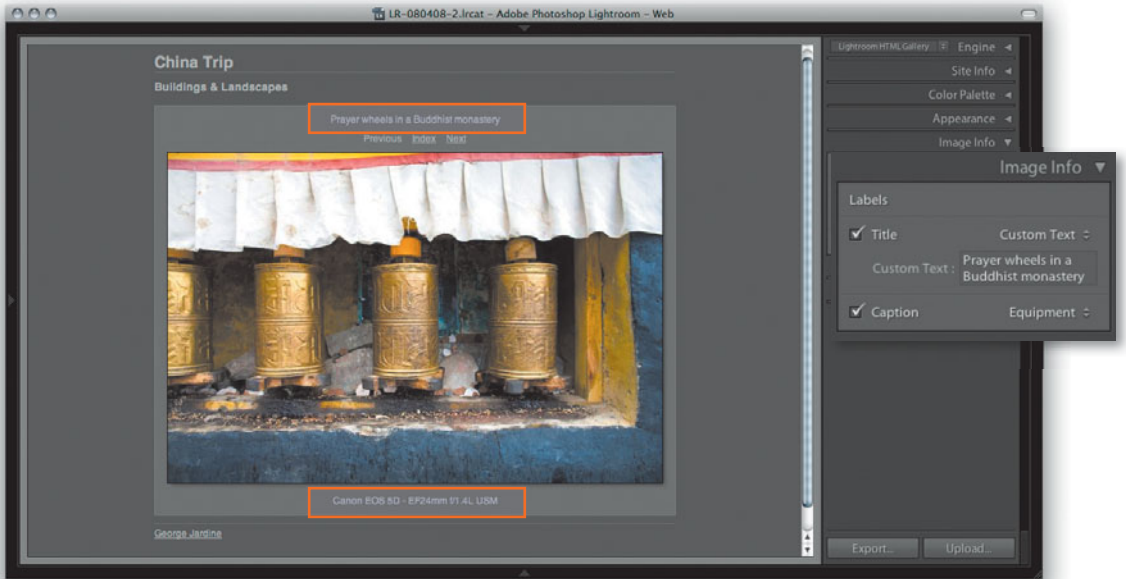 LR-080408-2.lrcat – Adobe Photoshop Lightroom – Web
China Trip
Buildings & Landscapes
Prayer wheels in a Buddhist monastery
Previous Index Next
Canon EOS 5D - EF24mm f/1.4L USM
George Jardine
Lightroom HTML Gallery Engine
Site Info
Color Palette
Appearance
Image Info
Image Info
Labels
Title Custom Text
Custom Text : Prayer wheels in a
Buddhist monastery
Caption Equipment
Export... Upload...